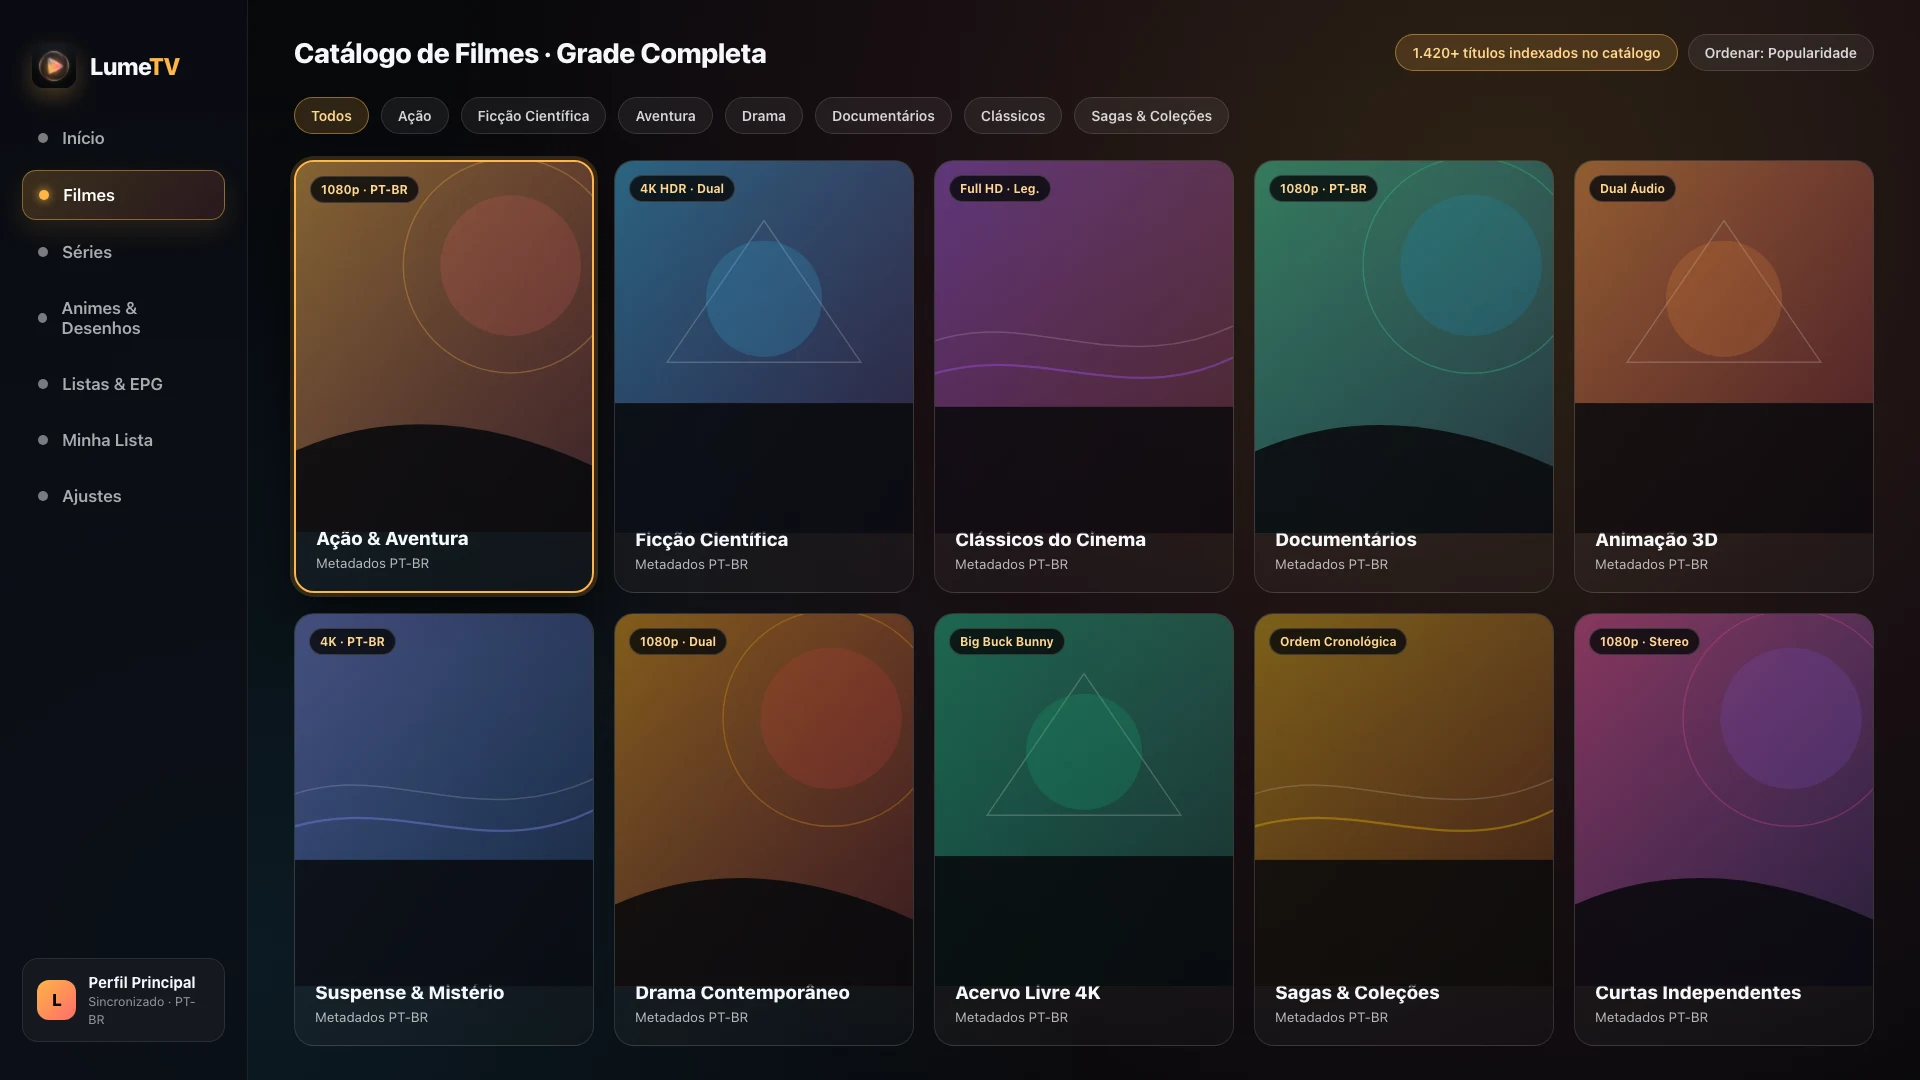 LumeTV
Início
Filmes
Séries
Animes &
Desenhos
Listas & EPG
Minha Lista
Ajustes
L
Perfil Principal
Sincronizado · PT-
BR
Catálogo de Filmes · Grade Completa
1.420+ títulos indexados no catálogo
Ordenar: Popularidade
Todos
Ação
Ficção Científica
Aventura
Drama
Documentários
Clássicos
Sagas & Coleções
1080p · PT-BR
Ação & Aventura
Metadados PT-BR
4K HDR · Dual
Ficção Científica
Metadados PT-BR
Full HD · Leg.
Clássicos do Cinema
Metadados PT-BR
1080p · PT-BR
Documentários
Metadados PT-BR
Dual Áudio
Animação 3D
Metadados PT-BR
4K · PT-BR
Suspense & Mistério
Metadados PT-BR
1080p · Dual
Drama Contemporâneo
Metadados PT-BR
Big Buck Bunny
Acervo Livre 4K
Metadados PT-BR
Ordem Cronológica
Sagas & Coleções
Metadados PT-BR
1080p · Stereo
Curtas Independentes
Metadados PT-BR